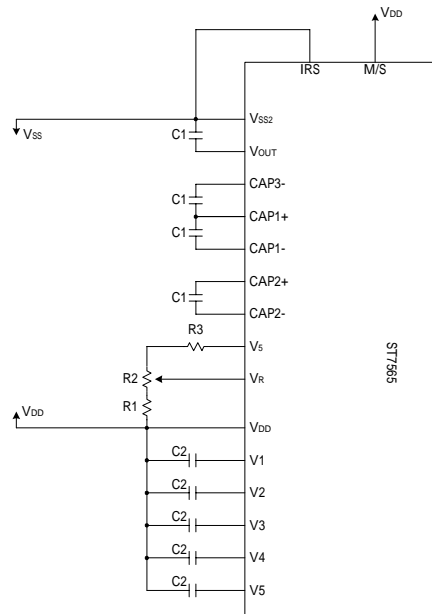 VDD
IRS M/S
VSS
VSS2
C1
VOUT
CAP3-
C1
CAP1+
C1
CAP1-
CAP2+
C1
CAP2-
R3
V5
R2
VR
R1
VDD
VDD
C2
V1
C2
V2
C2
V3
C2
V4
C2
V5
ST7565